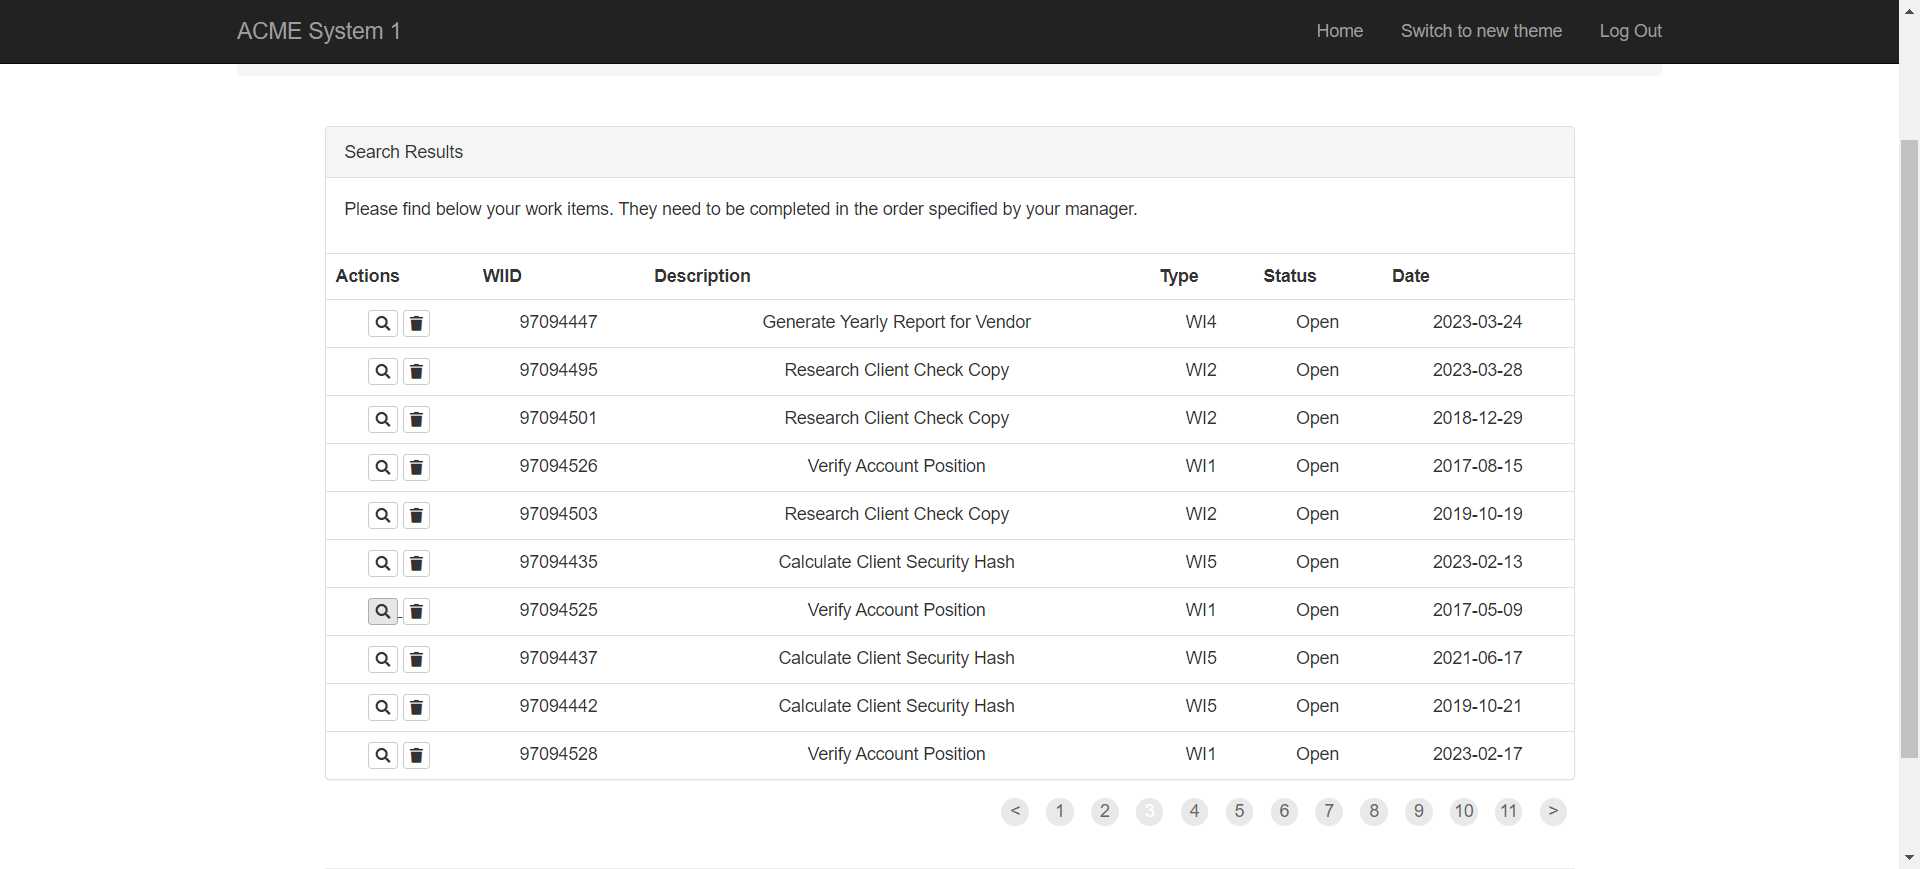 ACME System 1 Home Switch to new theme Log Out
Search Results
Please find below your work items. They need to be completed in the order specified by your manager.
Actions WIID Description Type Status Date
97094447 Generate Yearly Report for Vendor WI4 Open 2023-03-24
97094495 Research Client Check Copy WI2 Open 2023-03-28
97094501 Research Client Check Copy WI2 Open 2018-12-29
97094526 Verify Account Position WI1 Open 2017-08-15
97094503 Research Client Check Copy WI2 Open 2019-10-19
97094435 Calculate Client Security Hash WI5 Open 2023-02-13
97094525 Verify Account Position WI1 Open 2017-05-09
97094437 Calculate Client Security Hash WI5 Open 2021-06-17
97094442 Calculate Client Security Hash WI5 Open 2019-10-21
97094528 Verify Account Position WI1 Open 2023-02-17
< 1 2 3 4 5 6 7 8 9 10 11 >